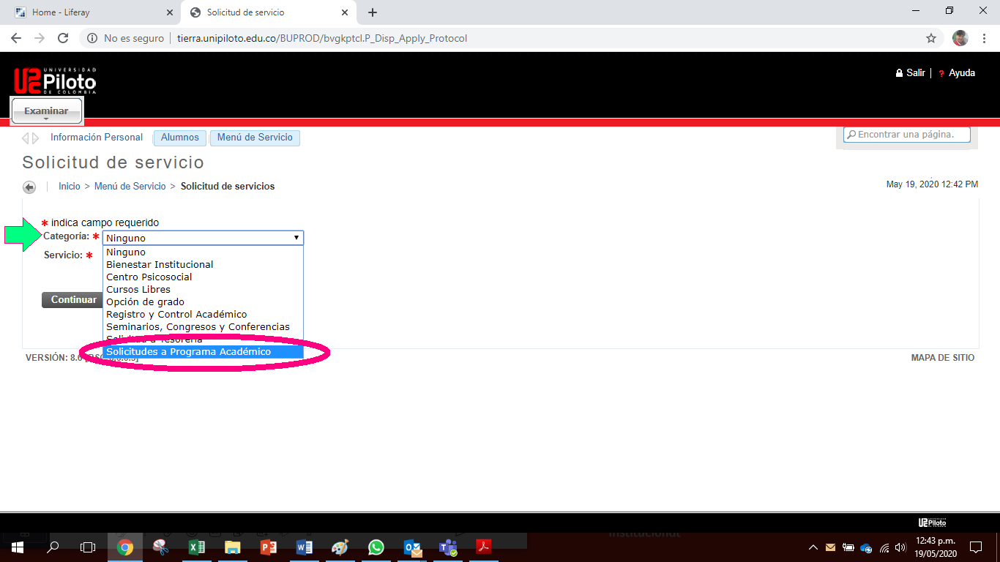 Home - Liferay
Solicitud de servicio
No es seguro | tierra.unipiloto.edu.co/BUPROD/bvgkptcl.P_Disp_Apply_Protocol
UNIVERSIDAD
Piloto
DE COLOMBIA
Salir | ? Ayuda
Examinar
Información Personal Alumnos Menú de Servicio
Encontrar una página.
Solicitud de servicio
Inicio > Menú de Servicio > Solicitud de servicios
May 19, 2020 12:42 PM
* indica campo requerido
Categoría: * Ninguno
Servicio: *
Ninguno
Bienestar Institucional
Centro Psicosocial
Cursos Libres
Opción de grado
Registro y Control Académico
Seminarios, Congresos y Conferencias
Solicitud a Tesorería
Solicitudes a Programa Académico
Continuar
VERSIÓN: 8.6
MAPA DE SITIO
Piloto
12:43 p.m.
19/05/2020